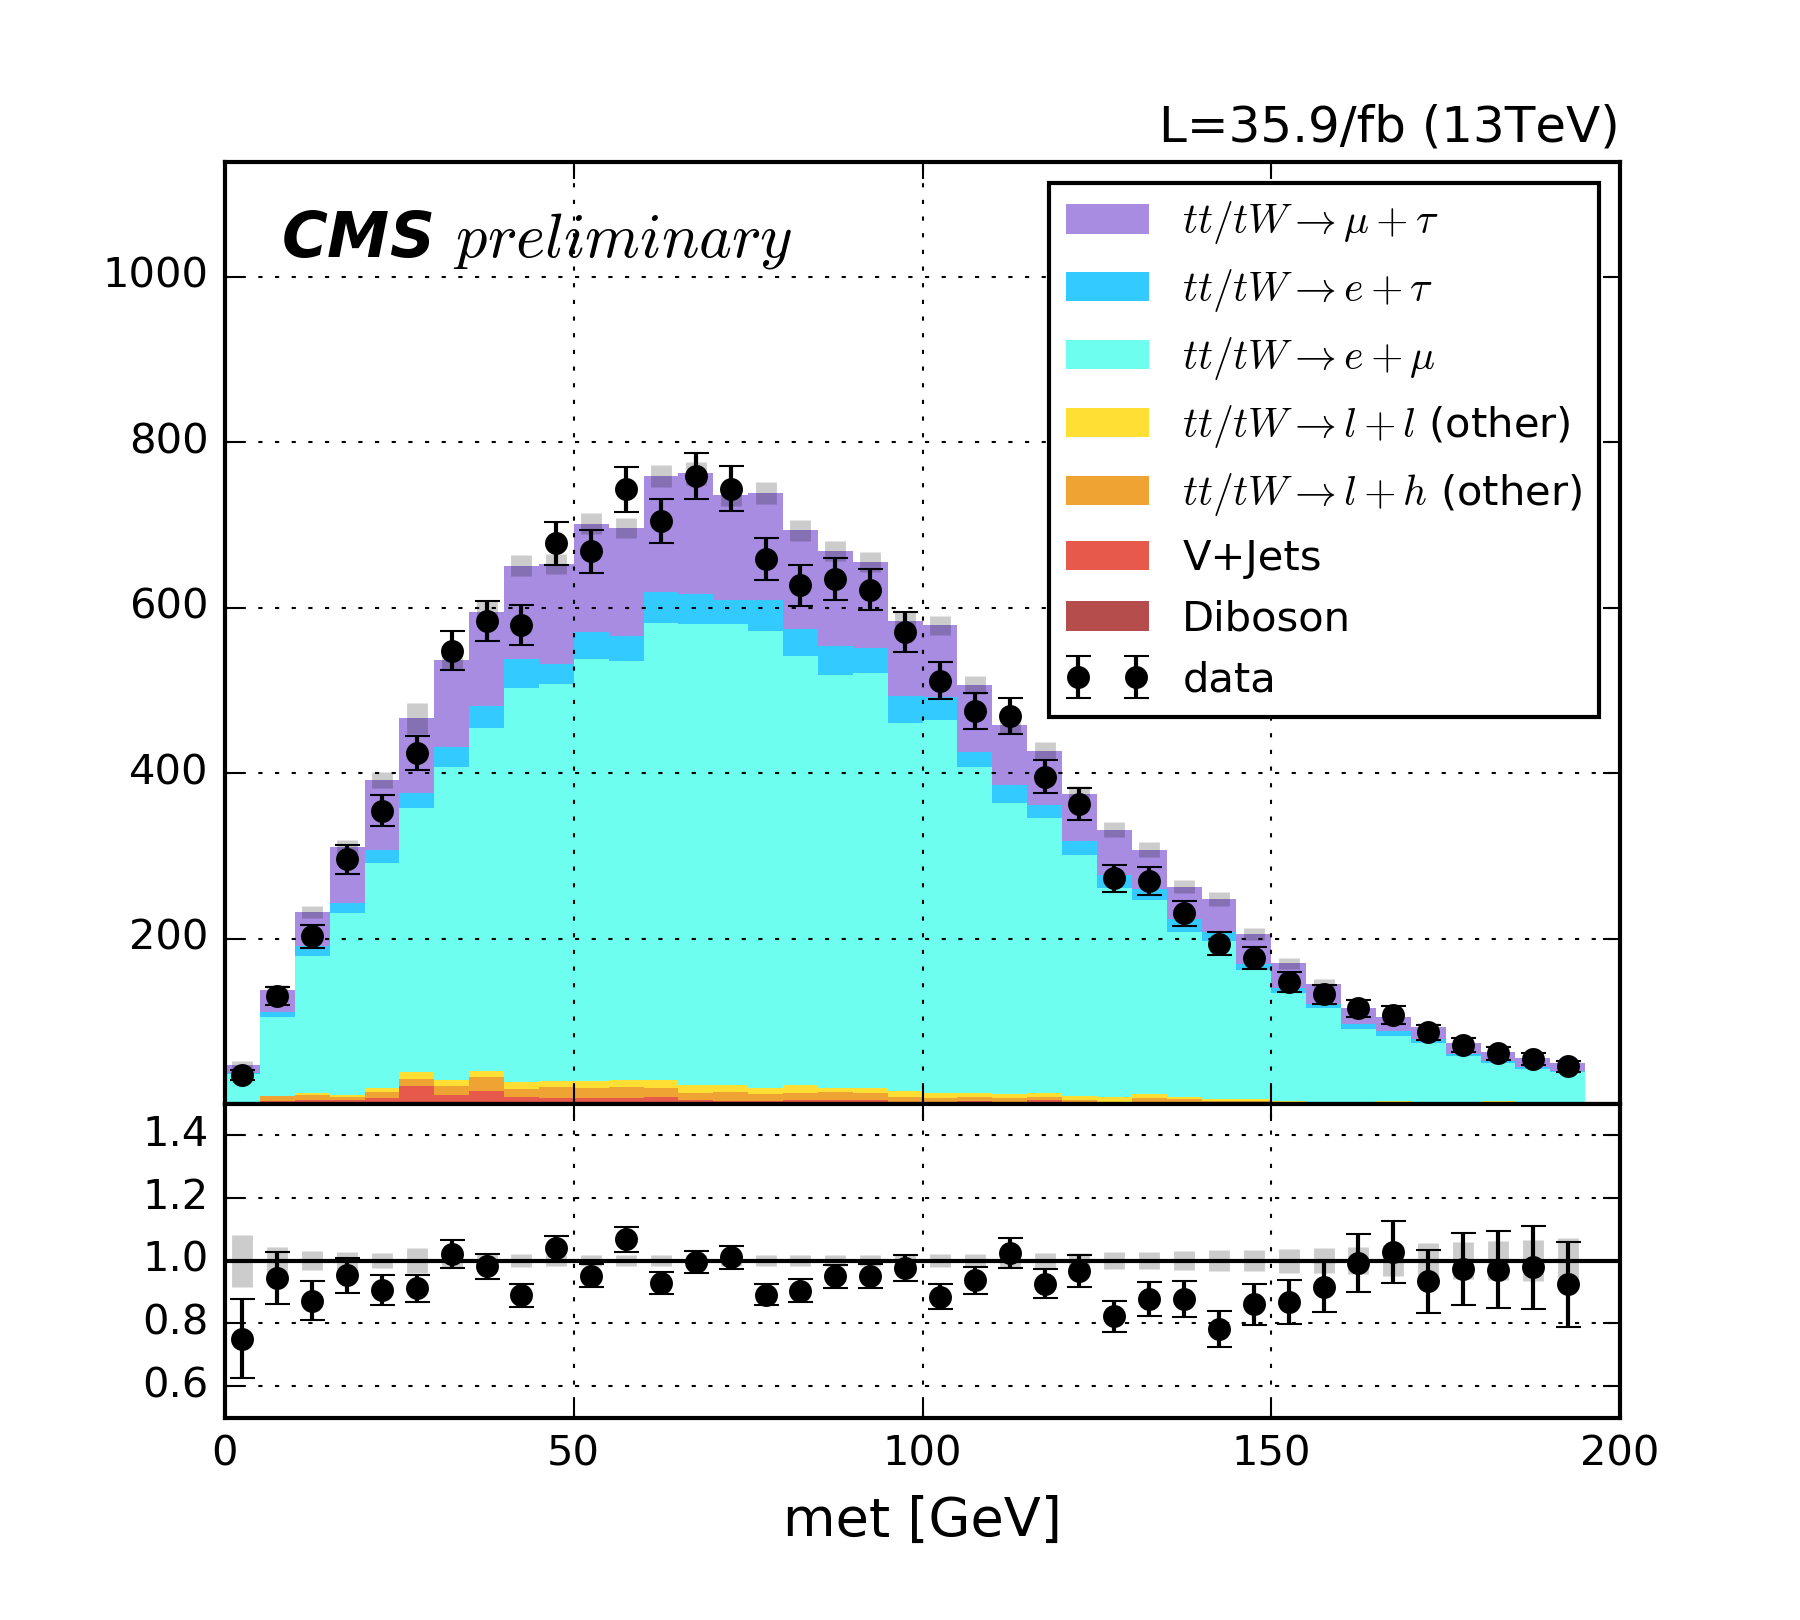 L=35.9/fb (13TeV)
CMS preliminary
tt/tW → μ + τ
tt/tW → e + τ
tt/tW → e + μ
tt/tW → l + l (other)
tt/tW → l + h (other)
V+Jets
Diboson
data
1000
800
600
400
200
1.4
1.2
1.0
0.8
0.6
0 50 100 150 200
met [GeV]